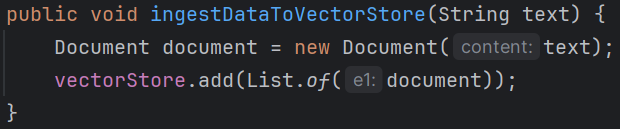 public void ingestDataToVectorStore(String text) {
    Document document = new Document( content: text);
    vectorStore.add(List.of( e1: document));
}